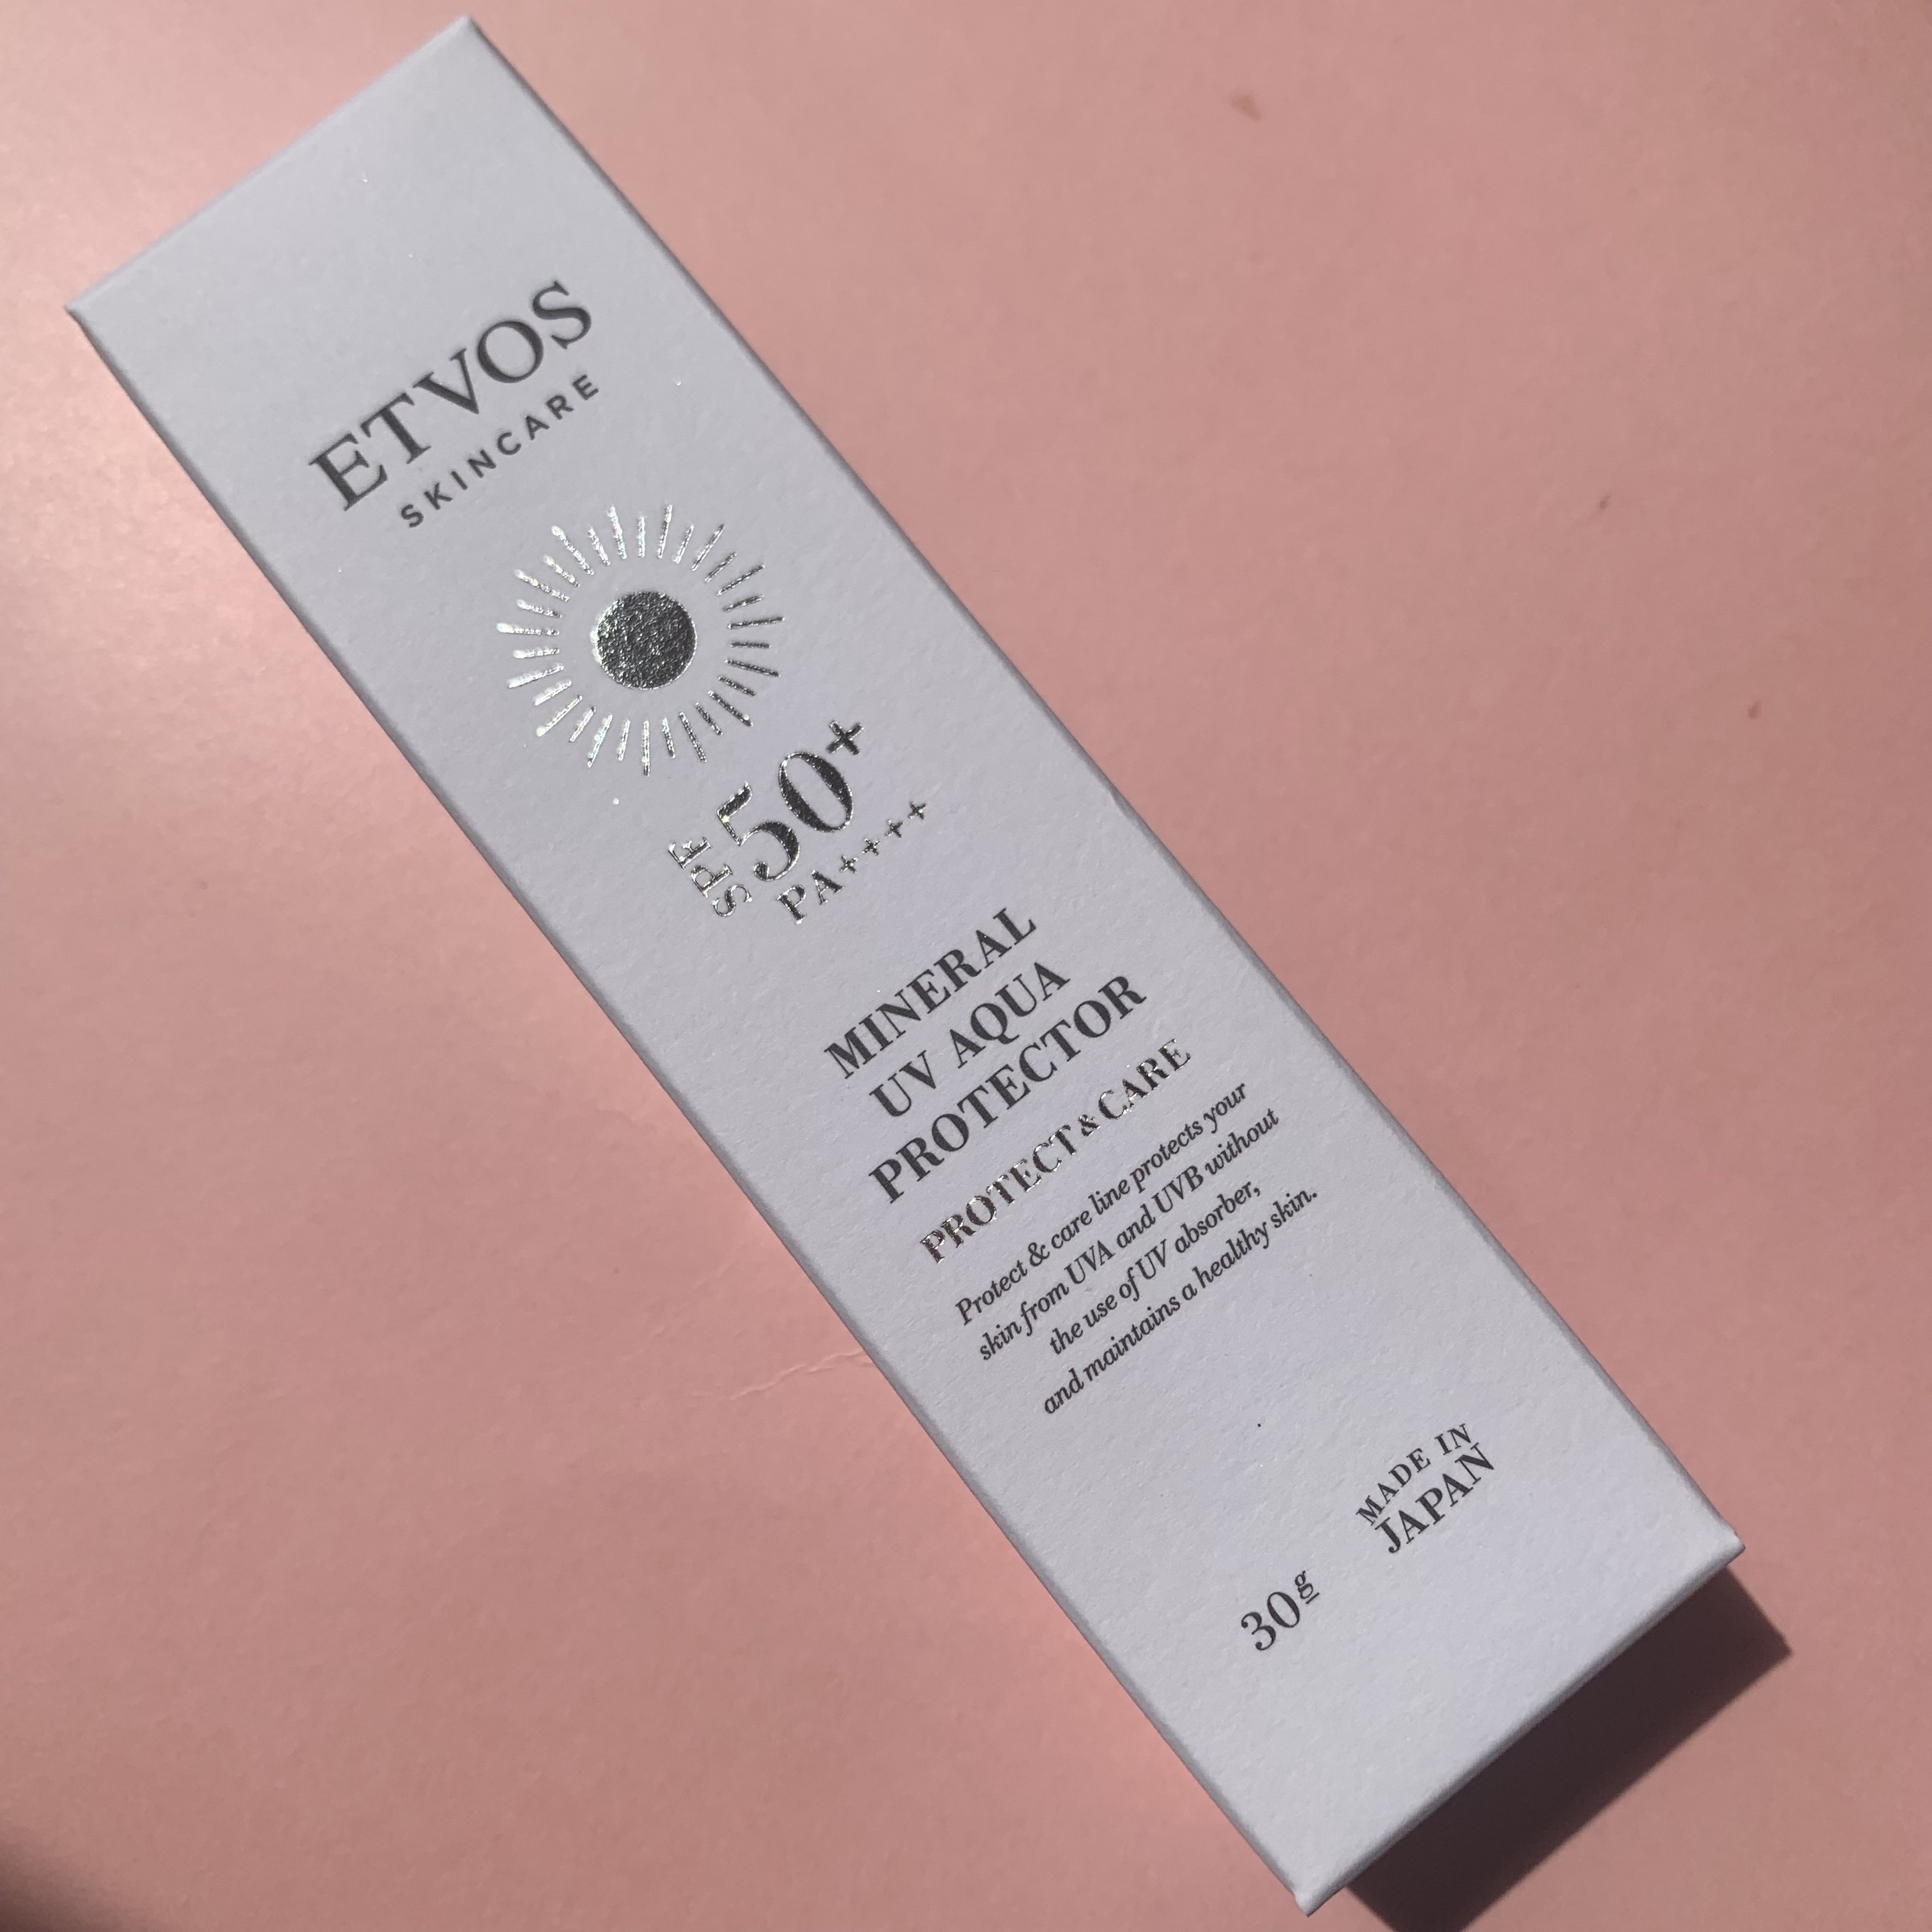 ETVOS
SKINCARE
SPF 50+
PA++++
MINERAL
UV AQUA
PROTECTOR
PROTECT & CARE
Protect & care line protects your
skin from UVA and UVB without
the use of UV absorber,
and maintains a healthy skin.
MADE IN
JAPAN
30g